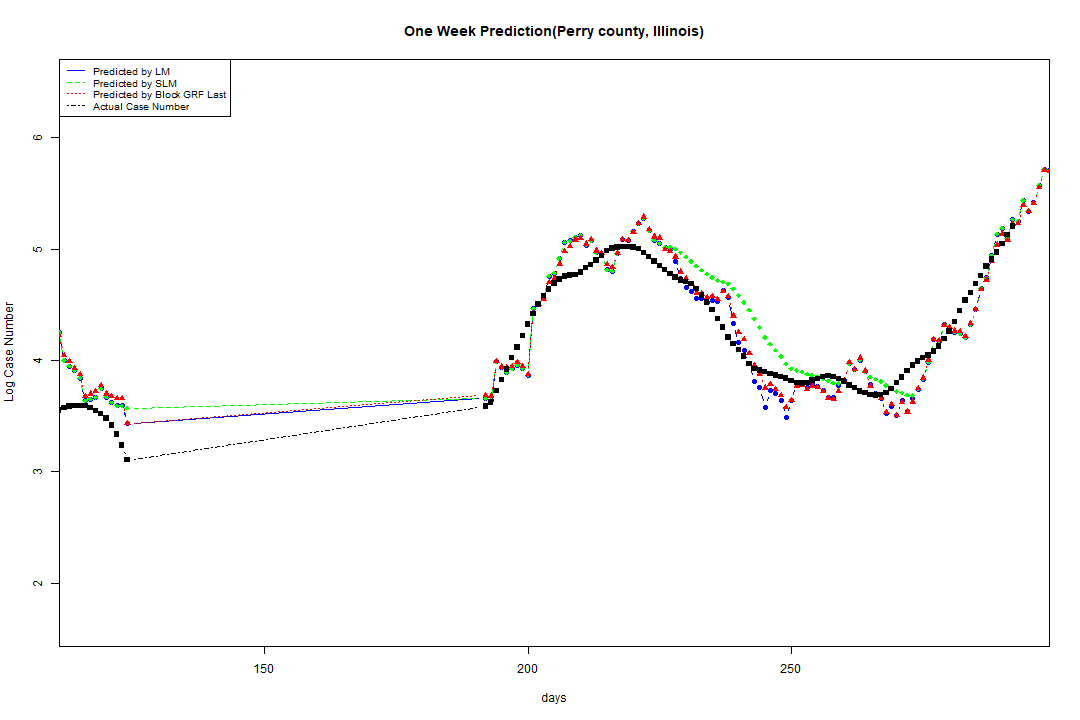 One Week Prediction(Perry county, Illinois)
Predicted by LM
Predicted by SLM
Predicted by Block GRF Last
Actual Case Number
6
5
4
3
2
Log Case Number
150
200
250
days